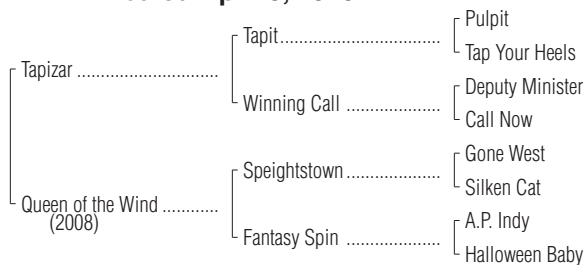 Pulpit
Tapit
Tap Your Heels
Tapizar
Deputy Minister
Winning Call
Call Now
Gone West
Speightstown
Silken Cat
Queen of the Wind
(2008)
A.P. Indy
Fantasy Spin
Halloween Baby